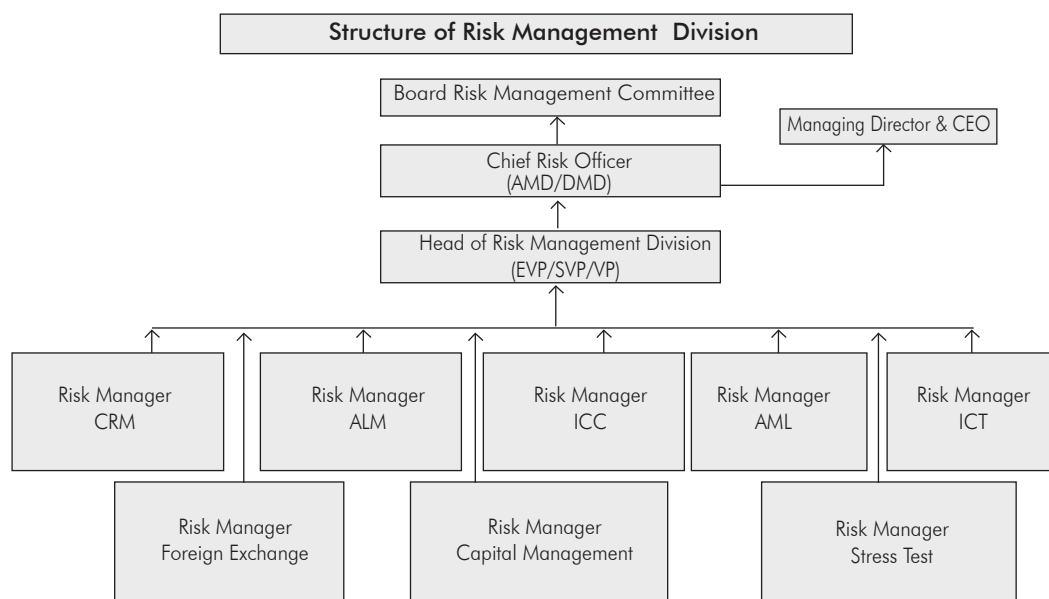 Structure of Risk Management Division
Board Risk Management Committee
Managing Director & CEO
Chief Risk Officer
(AMD/DMD)
Head of Risk Management Division
(EVP/SVP/VP)
Risk Manager
CRM
Risk Manager
ALM
Risk Manager
ICC
Risk Manager
AML
Risk Manager
ICT
Risk Manager
Foreign Exchange
Risk Manager
Capital Management
Risk Manager
Stress Test